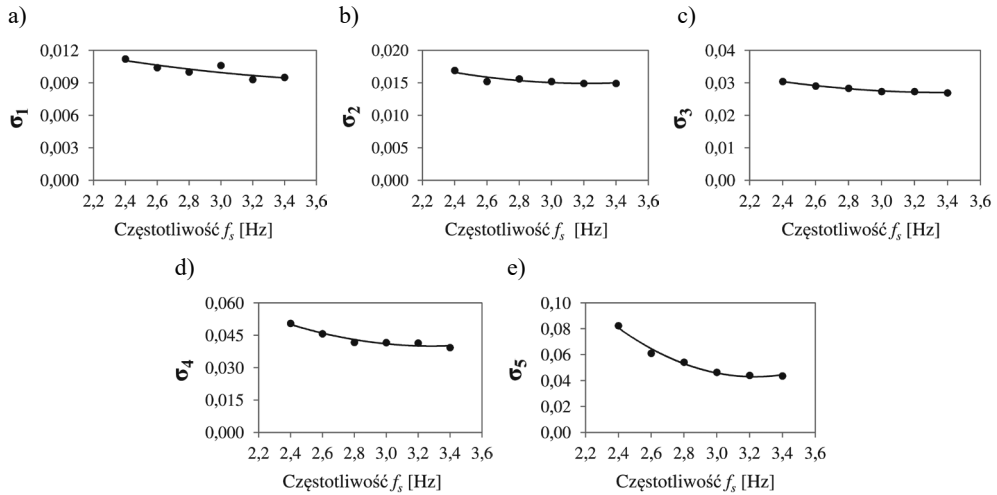 a)
b)
c)
0,012
0,009
0,006
0,003
0,000
σ1
2,2 2,4 2,6 2,8 3,0 3,2 3,4 3,6
Częstotliwość fs [Hz]
0,020
0,015
0,010
0,005
0,000
σ2
2,2 2,4 2,6 2,8 3,0 3,2 3,4 3,6
Częstotliwość fs [Hz]
0,04
0,03
0,02
0,01
0,00
σ3
2,2 2,4 2,6 2,8 3,0 3,2 3,4 3,6
Częstotliwość fs [Hz]
d)
e)
0,060
0,045
0,030
0,015
0,000
σ4
2,2 2,4 2,6 2,8 3,0 3,2 3,4 3,6
Częstotliwość fs [Hz]
0,10
0,08
0,06
0,04
0,02
0,00
σ5
2,2 2,4 2,6 2,8 3,0 3,2 3,4 3,6
Częstotliwość fs [Hz]